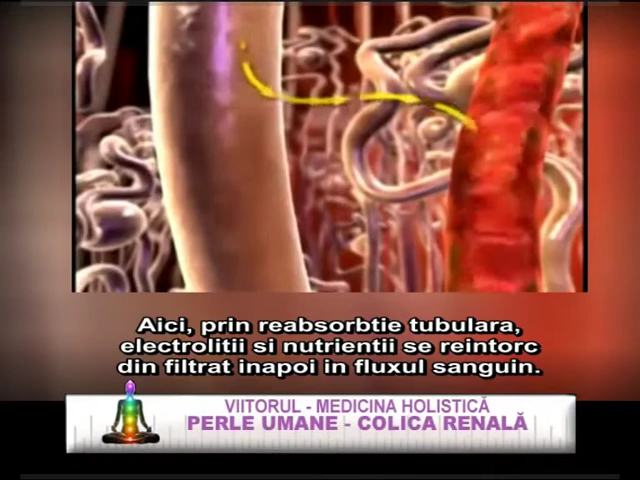 Aici, prin reabsorbtie tubulara,
electrolitii si nutrientii se reintorc
din filtrat inapoi in fluxul sanguin.
VIITORUL - MEDICINA HOLISTICĂ
PERLE UMANE - COLICA RENALĂ